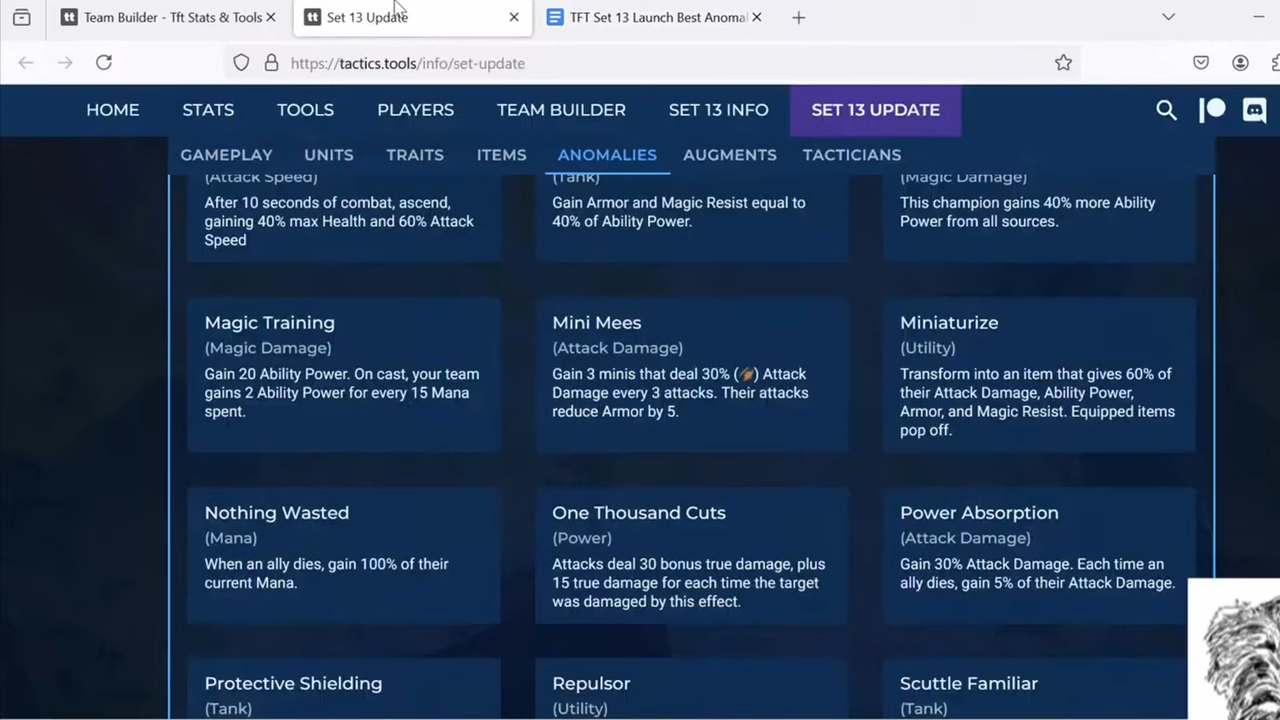 Team Builder - Tft Stats & Tools
Set 13 Update
TFT Set 13 Launch Best Anomal
https://tactics.tools/info/set-update
HOME
STATS
TOOLS
PLAYERS
TEAM BUILDER
SET 13 INFO
SET 13 UPDATE
GAMEPLAY
UNITS
TRAITS
ITEMS
ANOMALIES
AUGMENTS
TACTICIANS
(Attack Speed)
After 10 seconds of combat, ascend,
gaining 40% max Health and 60% Attack
Speed
(Tank)
Gain Armor and Magic Resist equal to
40% of Ability Power.
(Magic Damage)
This champion gains 40% more Ability
Power from all sources.
Magic Training
(Magic Damage)
Gain 20 Ability Power. On cast, your team
gains 2 Ability Power for every 15 Mana
spent.
Mini Mees
(Attack Damage)
Gain 3 minis that deal 30% ( ) Attack
Damage every 3 attacks. Their attacks
reduce Armor by 5.
Miniaturize
(Utility)
Transform into an item that gives 60% of
their Attack Damage, Ability Power,
Armor, and Magic Resist. Equipped items
pop off.
Nothing Wasted
(Mana)
When an ally dies, gain 100% of their
current Mana.
One Thousand Cuts
(Power)
Attacks deal 30 bonus true damage, plus
15 true damage for each time the target
was damaged by this effect.
Power Absorption
(Attack Damage)
Gain 30% Attack Damage. Each time an
ally dies, gain 5% of their Attack Damage.
Protective Shielding
(Tank)
Repulsor
(Utility)
Scuttle Familiar
(Tank)